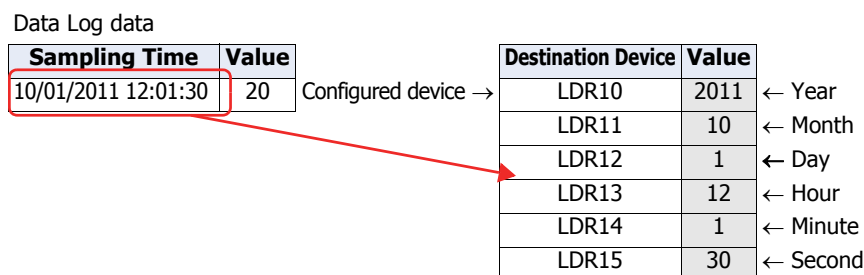 Data Log data
Sampling Time Value Destination Device Value
10/01/2011 12:01:30 20 Configured device → LDR10 2011 ← Year
LDR11 10 ← Month
LDR12 1 ← Day
LDR13 12 ← Hour
LDR14 1 ← Minute
LDR15 30 ← Second